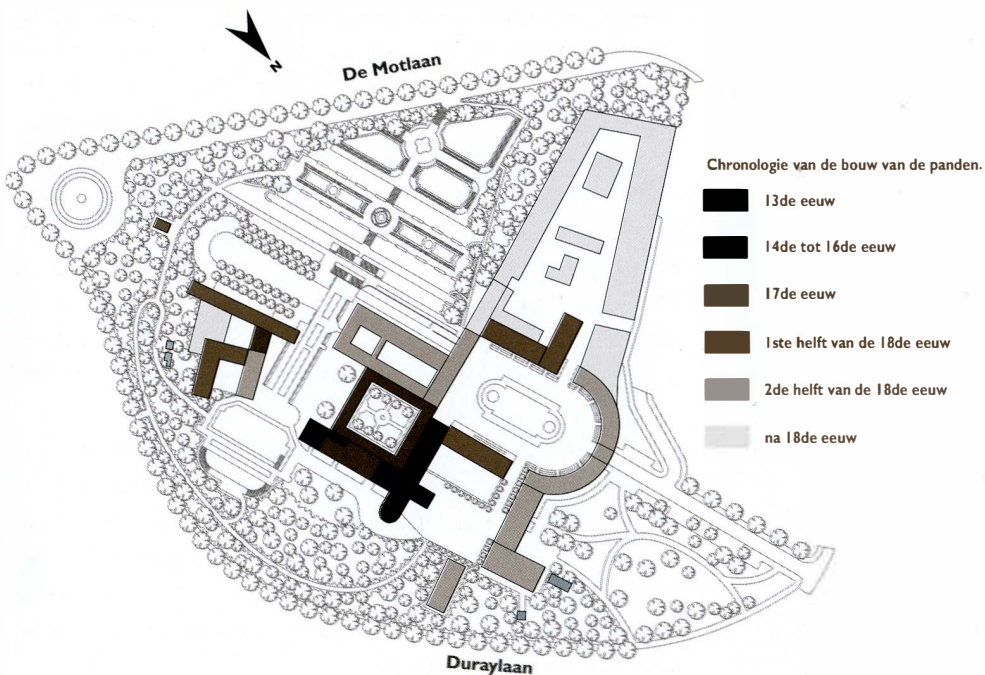 De Motlaan
N
Chronologie van de bouw van de panden.
13de eeuw
14de tot 16de eeuw
17de eeuw
1ste helft van de 18de eeuw
2de helft van de 18de eeuw
na 18de eeuw
Duraylaan